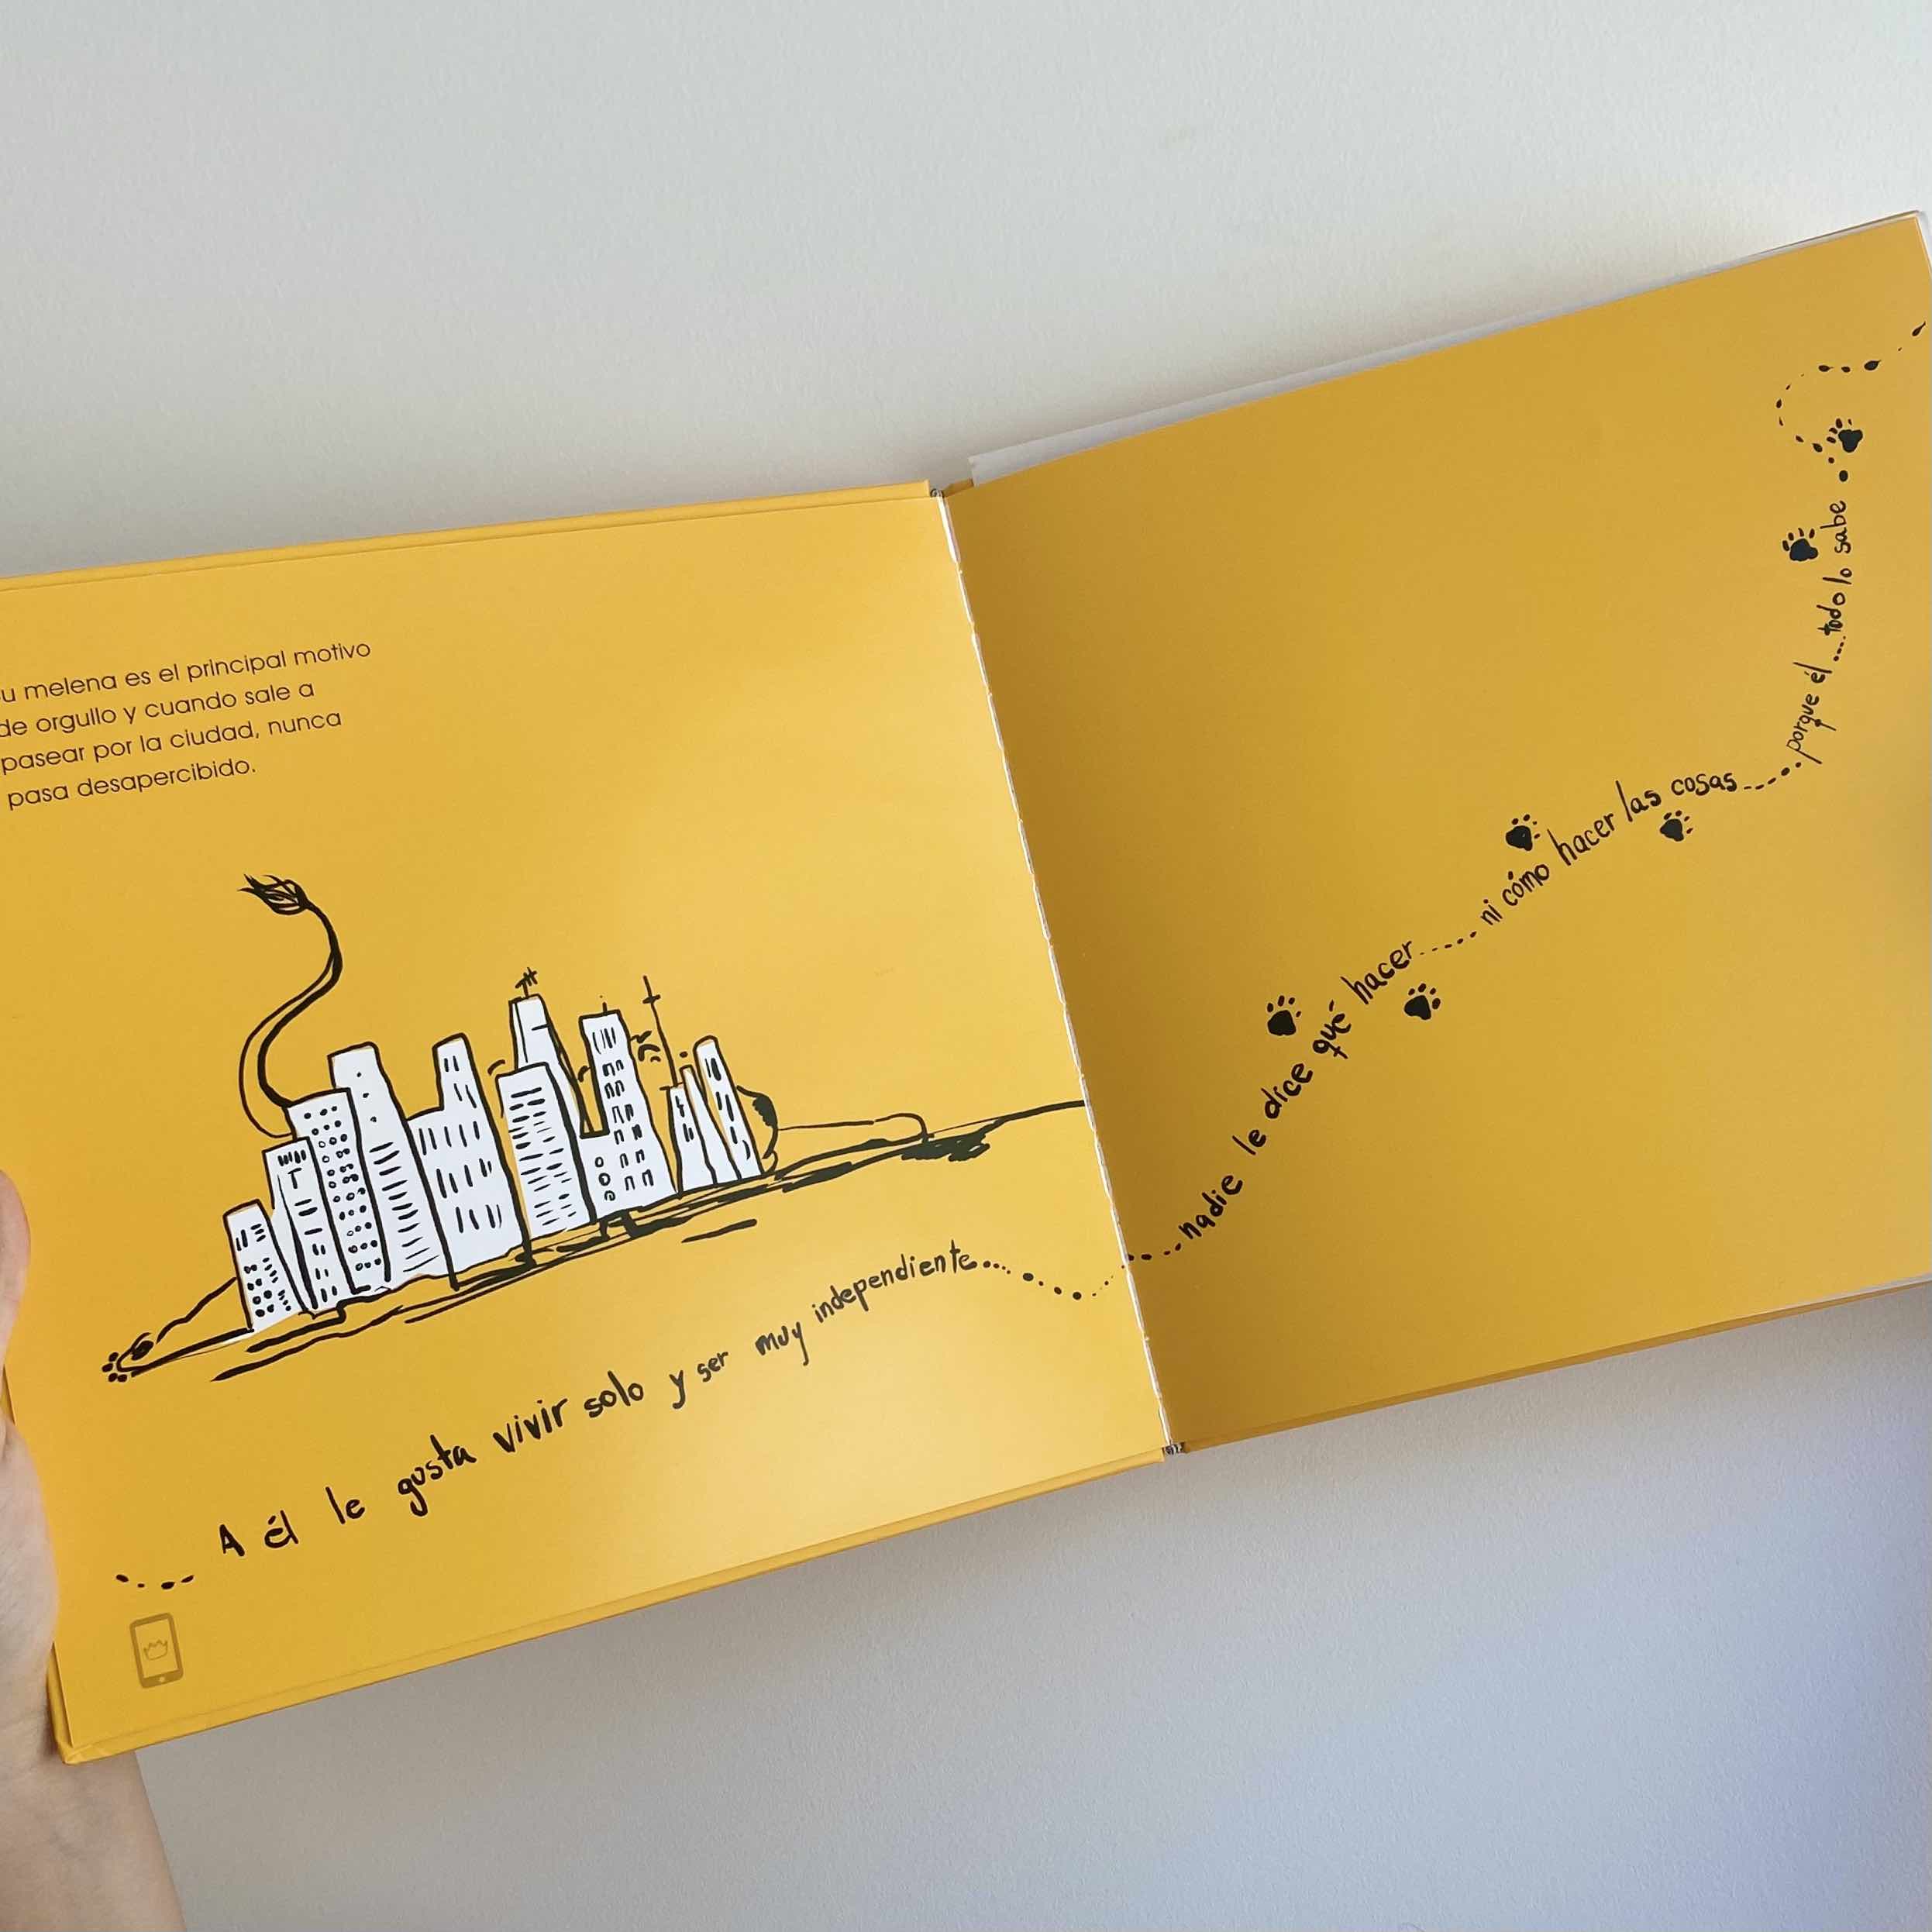 u melena es el principal motivo
de orgullo y cuando sale a
pasear por la ciudad, nunca
pasa desapercibido.
A él le gusta vivir solo y ser muy independiente
nadie le dice qué hacer..... ni cómo hacer las cosas
porque él .... todo lo sabe